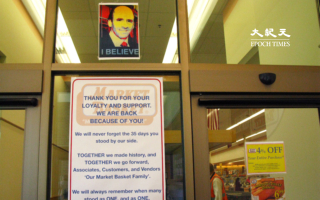 大紀元
EPOCH TIMES
I BELIEVE
MARKET
THANK YOU FOR YOUR
LOYALTY AND SUPPORT.
WE ARE BACK
BECAUSE OF YOU!
We will never forget the 30 days you
stood by our side.
TOGETHER we made history, and
TOGETHER we go forward,
Associates, Customers, and Vendors
'Our Market Basket Family'.
We will always remember when many
stood as ONE, and as ONE,
4% OFF